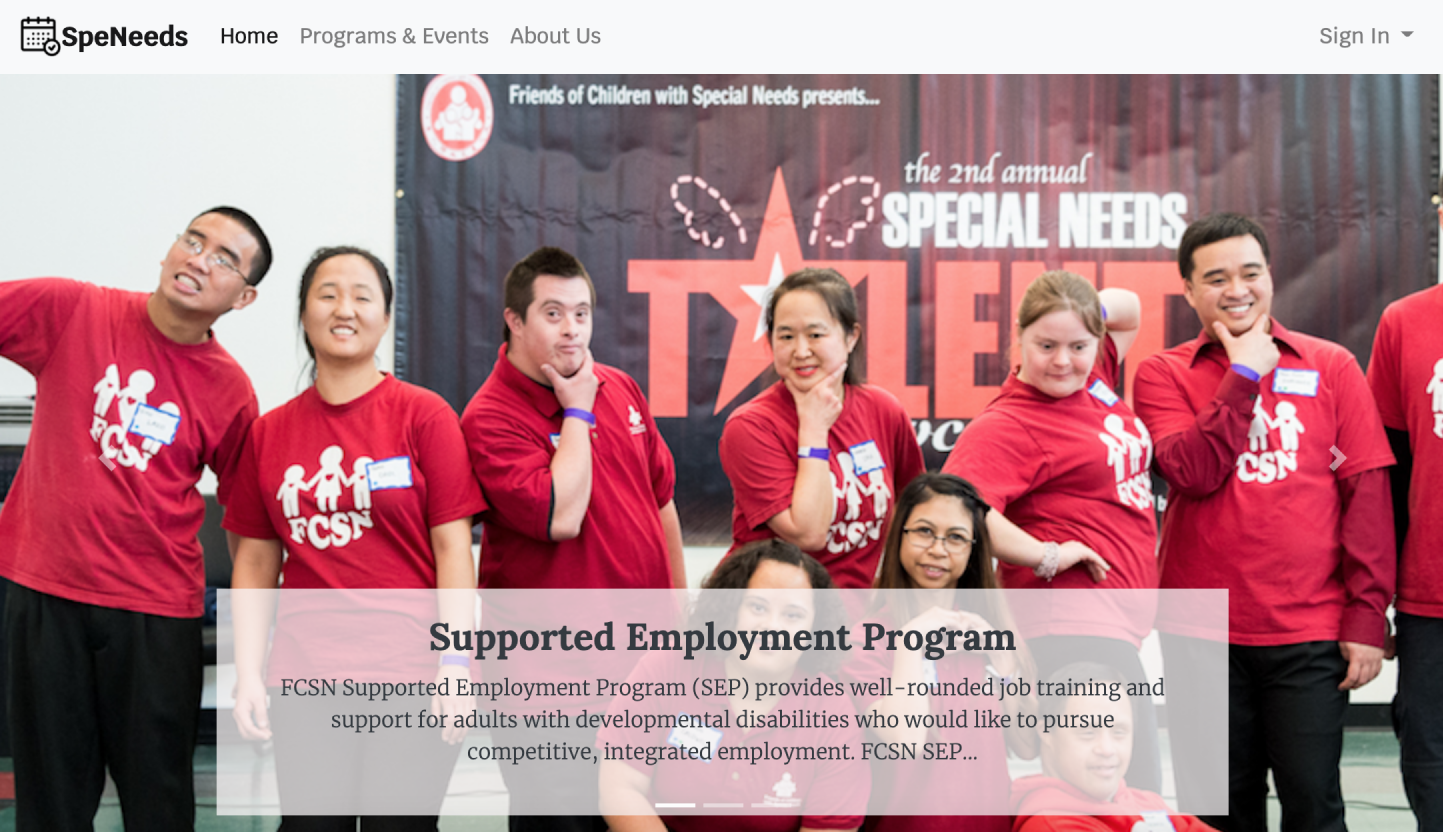 SpeNeeds
Home
Programs & Events
About Us
Sign In
Friends of Children with Special Needs presents...
the 2nd annual
SPECIAL NEEDS
TALENT
FCSN
FCSN
FCSN
FCSN
FCSN
Supported Employment Program
FCSN Supported Employment Program (SEP) provides well-rounded job training and
support for adults with developmental disabilities who would like to pursue
competitive, integrated employment. FCSN SEP...